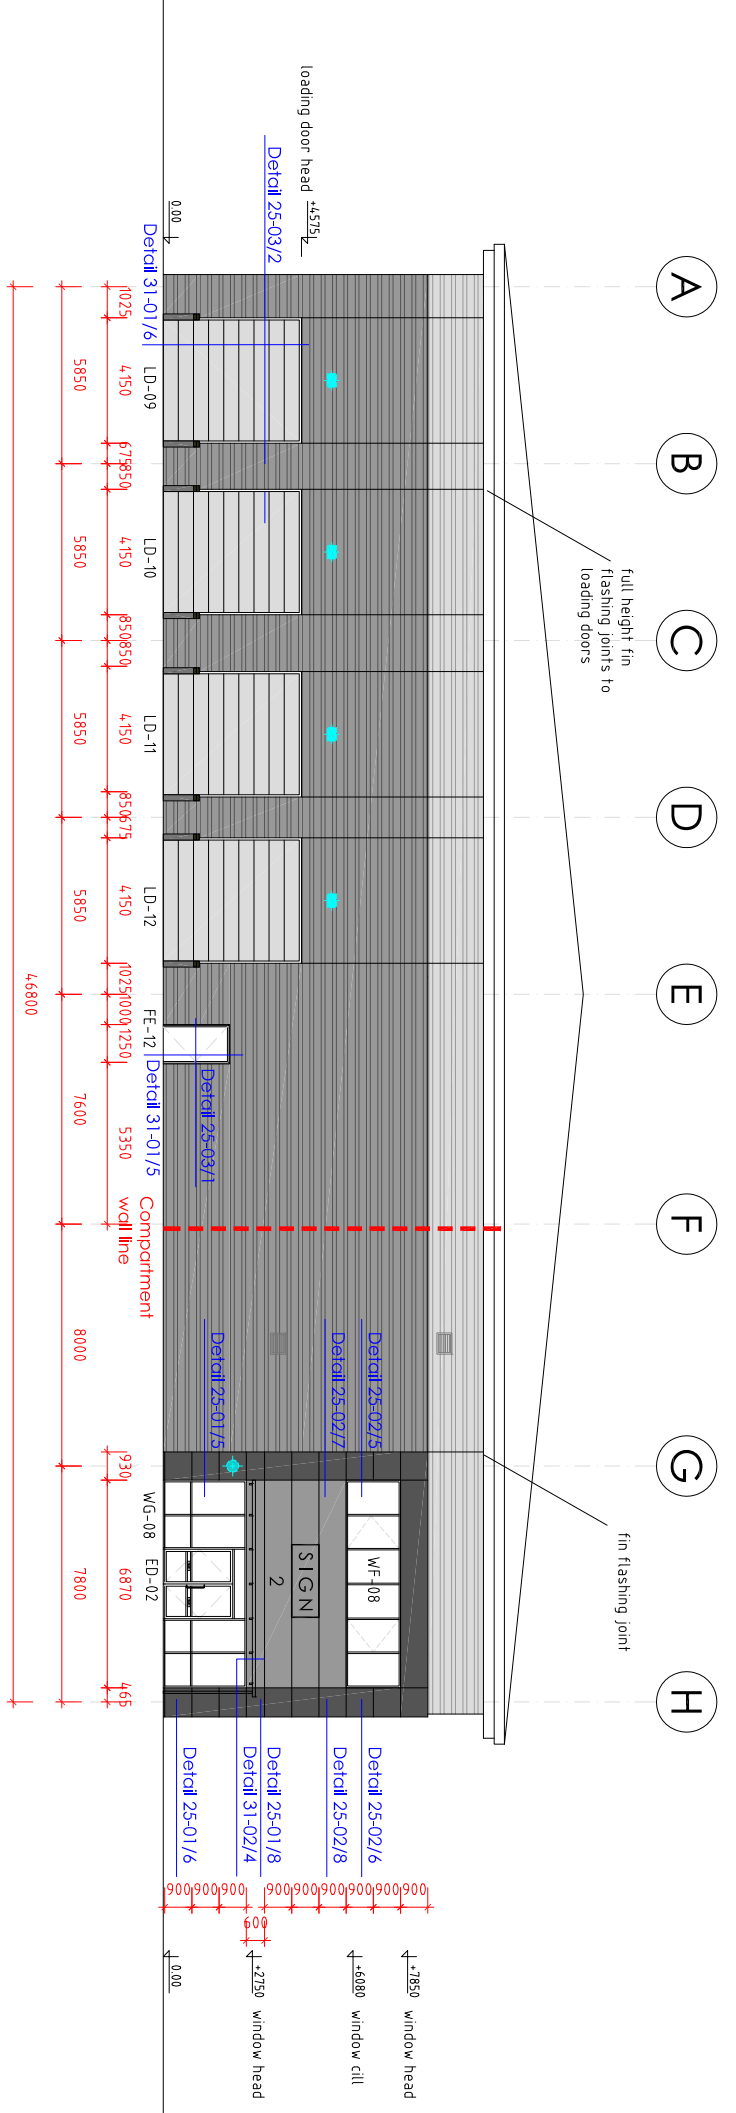 A
B
C
D
E
F
G
H
full height fin
flashing joints to
loading doors
fin flashing joint
loading door head
+4575
0.00
Detail 25-03/2
Detail 31-01/6
LD-09
LD-10
LD-11
LD-12
FE-12
Detail 31-01/5
Detail 25-03/1
Compartment
wall line
Detail 25-02/5
Detail 25-02/7
Detail 25-01/5
WF-08
SIGN
2
WG-08
ED-02
Detail 25-02/6
Detail 25-02/8
Detail 25-01/8
Detail 31-02/4
Detail 25-01/6
900
900
900
600
900
900
900
900
900
900
+7850 window head
+6080 window cill
+2750 window head
0.00
1025
4150
675
850
4150
850
850
4150
850
675
4150
1025
1000
1250
5350
930
6870
465
5850
5850
5850
5850
7600
8000
7800
46800